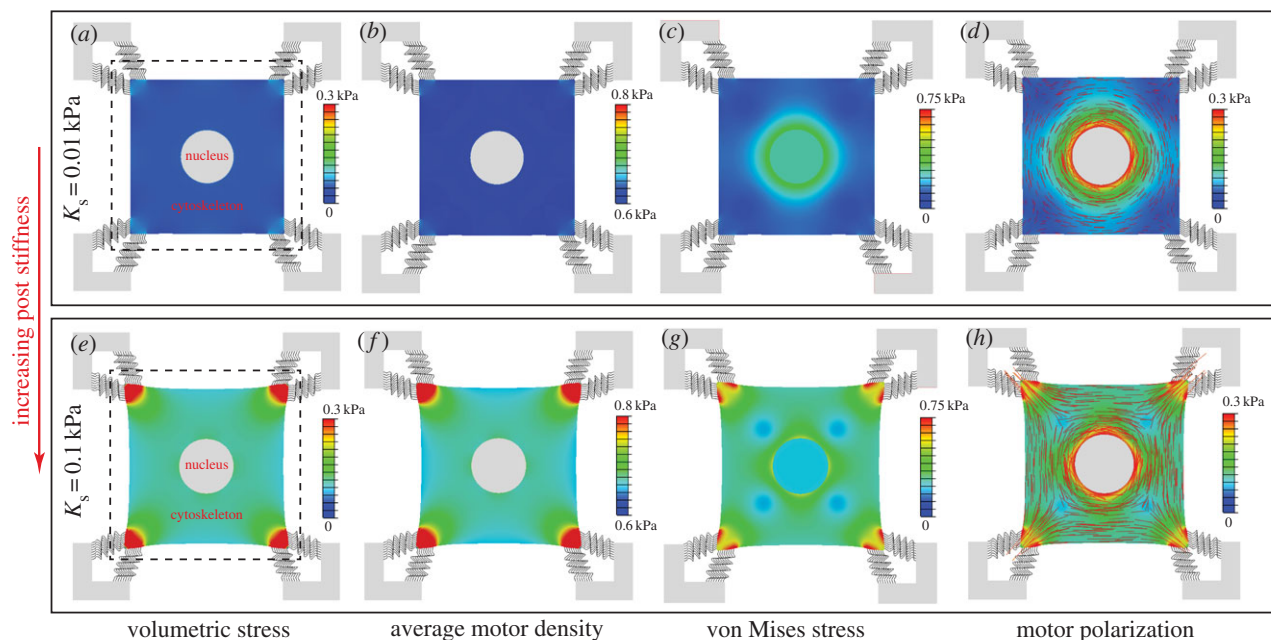 (a)
(b)
(c)
(d)
increasing post stiffness
Ks = 0.01 kPa
nucleus
cytoskeleton
0.3 kPa
0
0.8 kPa
0.6 kPa
0.75 kPa
0
0.3 kPa
0
(e)
(f)
(g)
(h)
Ks = 0.1 kPa
nucleus
cytoskeleton
0.3 kPa
0
0.8 kPa
0.6 kPa
0.75 kPa
0
0.3 kPa
0
volumetric stress
average motor density
von Mises stress
motor polarization